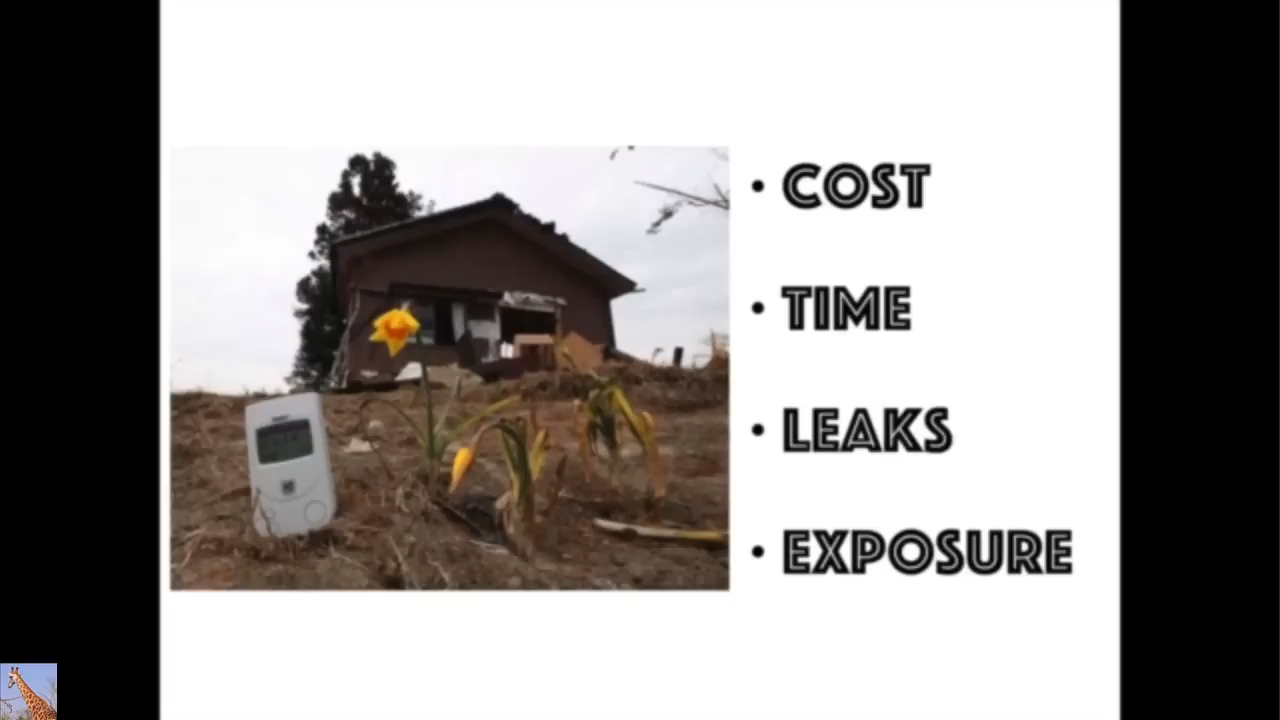 • COST
• TIME
• LEAKS
• EXPOSURE